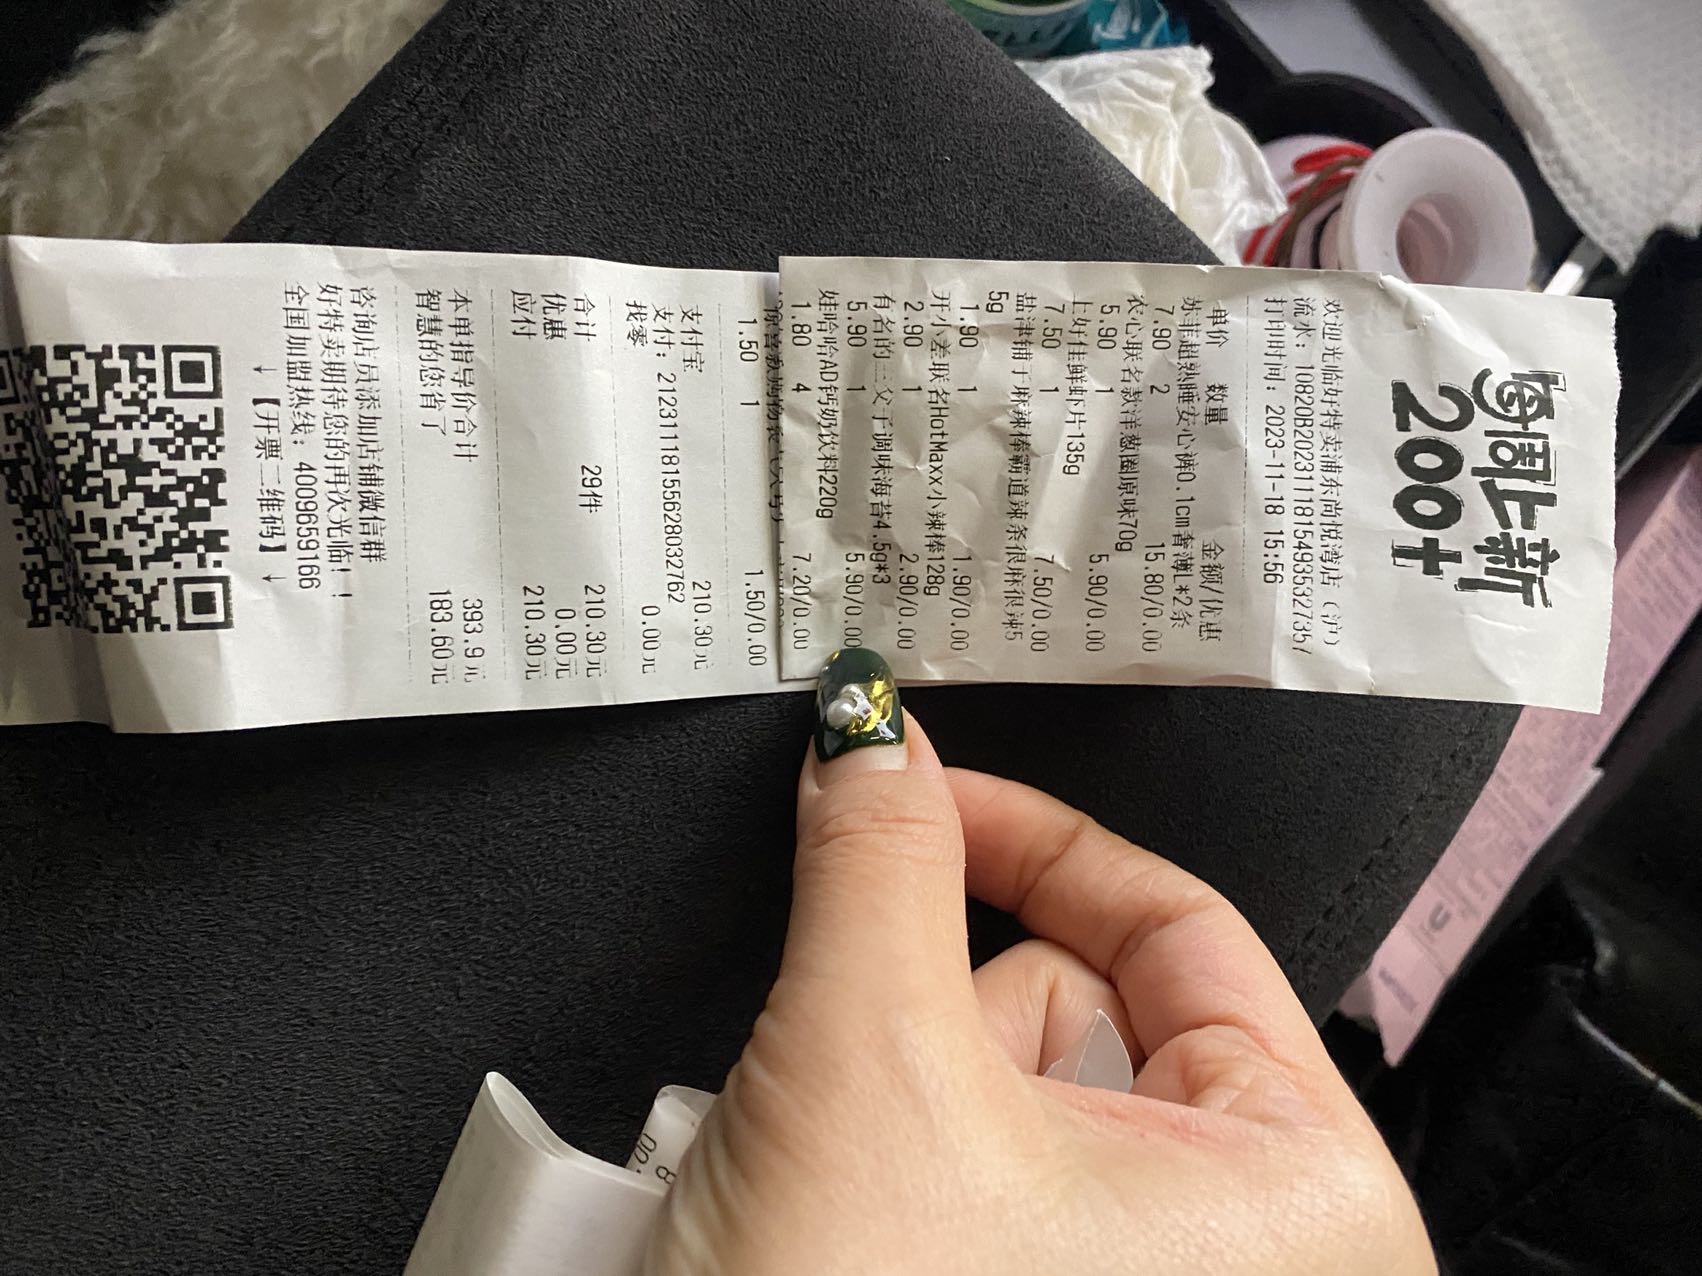 每周上新
200+
欢迎光临好特卖浦东尚悦湾店（沪）
流水：10820B20231118154935327357
打印时间：2023-11-18 15:56
单价 数量 金额/优惠
苏菲超熟睡安心裤0.1cm奢薄L*2条
7.90 2 15.80/0.00
农心联名款洋葱圈原味70g
5.90 1 5.90/0.00
上好佳鲜虾片135g
7.50 1 7.50/0.00
盐津铺子麻辣棒霸道辣条很麻很辣5
5g
1.90 1 1.90/0.00
开小差联名HotMaxx小辣棒128g
2.90 1 2.90/0.00
有名的三父子调味海苔4.5g*3
5.90 1 5.90/0.00
娃哈哈AD钙奶饮料220g
1.80 4 7.20/0.00
1.50 1 1.50/0.00
支付宝 210.30元
支付：21231118155628032762
找零 0.00元
合计 29件 210.30元
优惠 0.00元
应付 210.30元
本单指导价合计 393.9元
智慧的您省了 183.60元
咨询店员添加店铺微信群
好特卖期待您的再次光临！！
全国加盟热线：4009659166
↓【开票二维码】↓